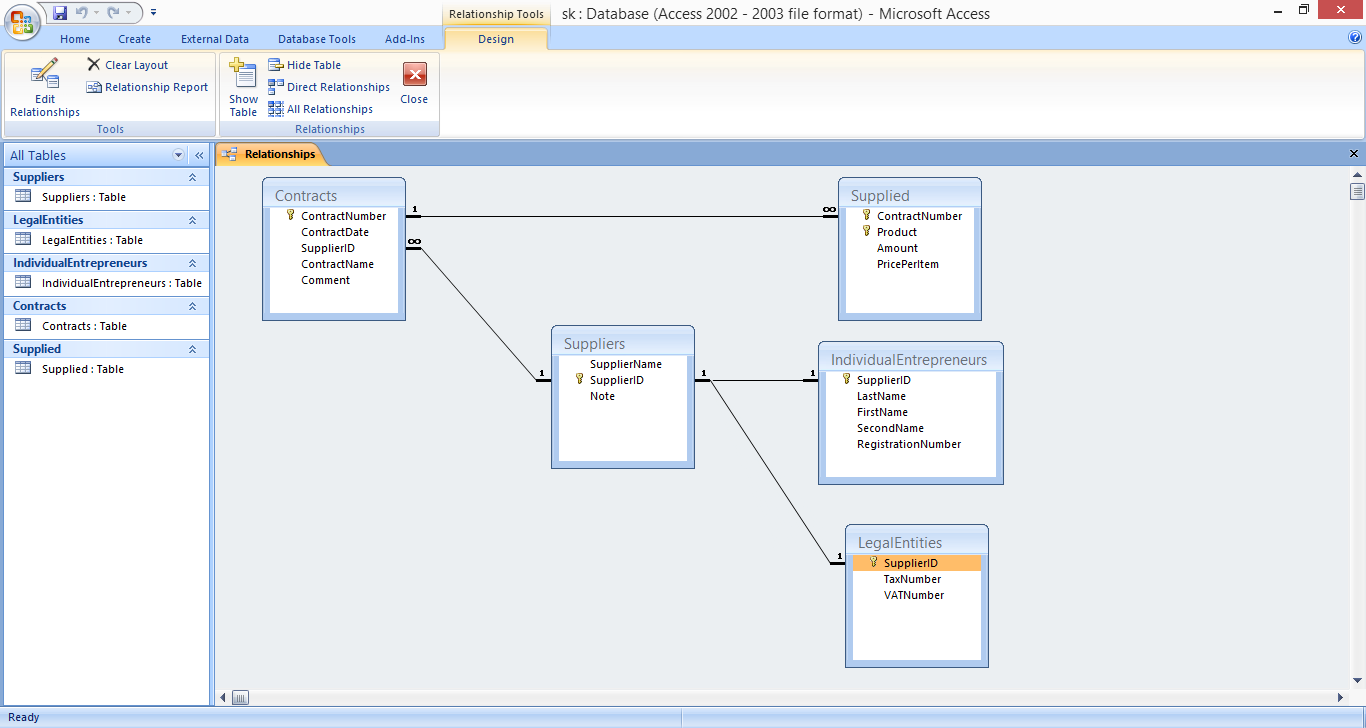 Relationship Tools
sk : Database (Access 2002 - 2003 file format) - Microsoft Access
Home
Create
External Data
Database Tools
Add-Ins
Design
Edit
Relationships
Clear Layout
Relationship Report
Tools
Show
Table
Hide Table
Direct Relationships
All Relationships
Close
Relationships
All Tables
Suppliers
Suppliers : Table
LegalEntities
LegalEntities : Table
IndividualEntrepreneurs
IndividualEntrepreneurs : Table
Contracts
Contracts : Table
Supplied
Supplied : Table
Relationships
Contracts
ContractNumber
ContractDate
SupplierID
ContractName
Comment
1
∞
∞
1
Supplied
ContractNumber
Product
Amount
PricePerItem
Suppliers
SupplierName
SupplierID
Note
1
1
1
IndividualEntrepreneurs
SupplierID
LastName
FirstName
SecondName
RegistrationNumber
LegalEntities
SupplierID
TaxNumber
VATNumber
Ready